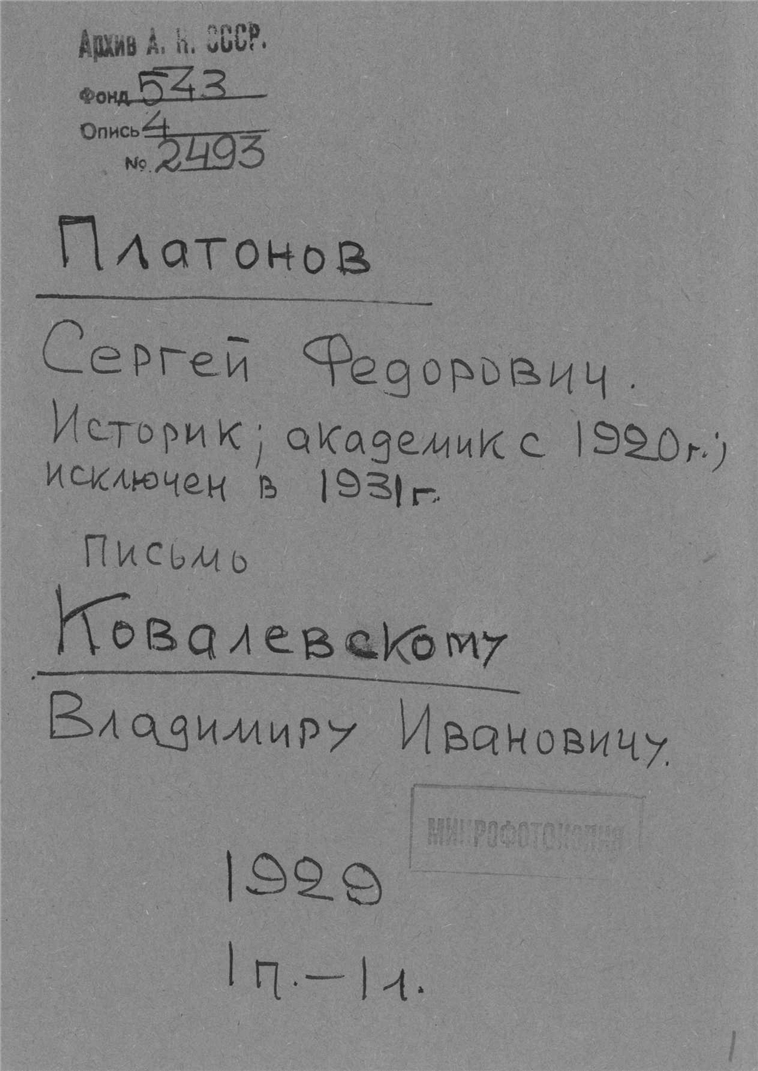 Архив А. Н. СССР.
Фонд 543
Опись 4
№ 2493
Платонов
Сергей Федорович.
Историк; академик с 1920 г.;
исключен в 1931 г.
письмо
Ковалевскому
Владимиру Ивановичу.
МИКРОФОТОКОПИЯ
1929
1 п. – 1 л.
1